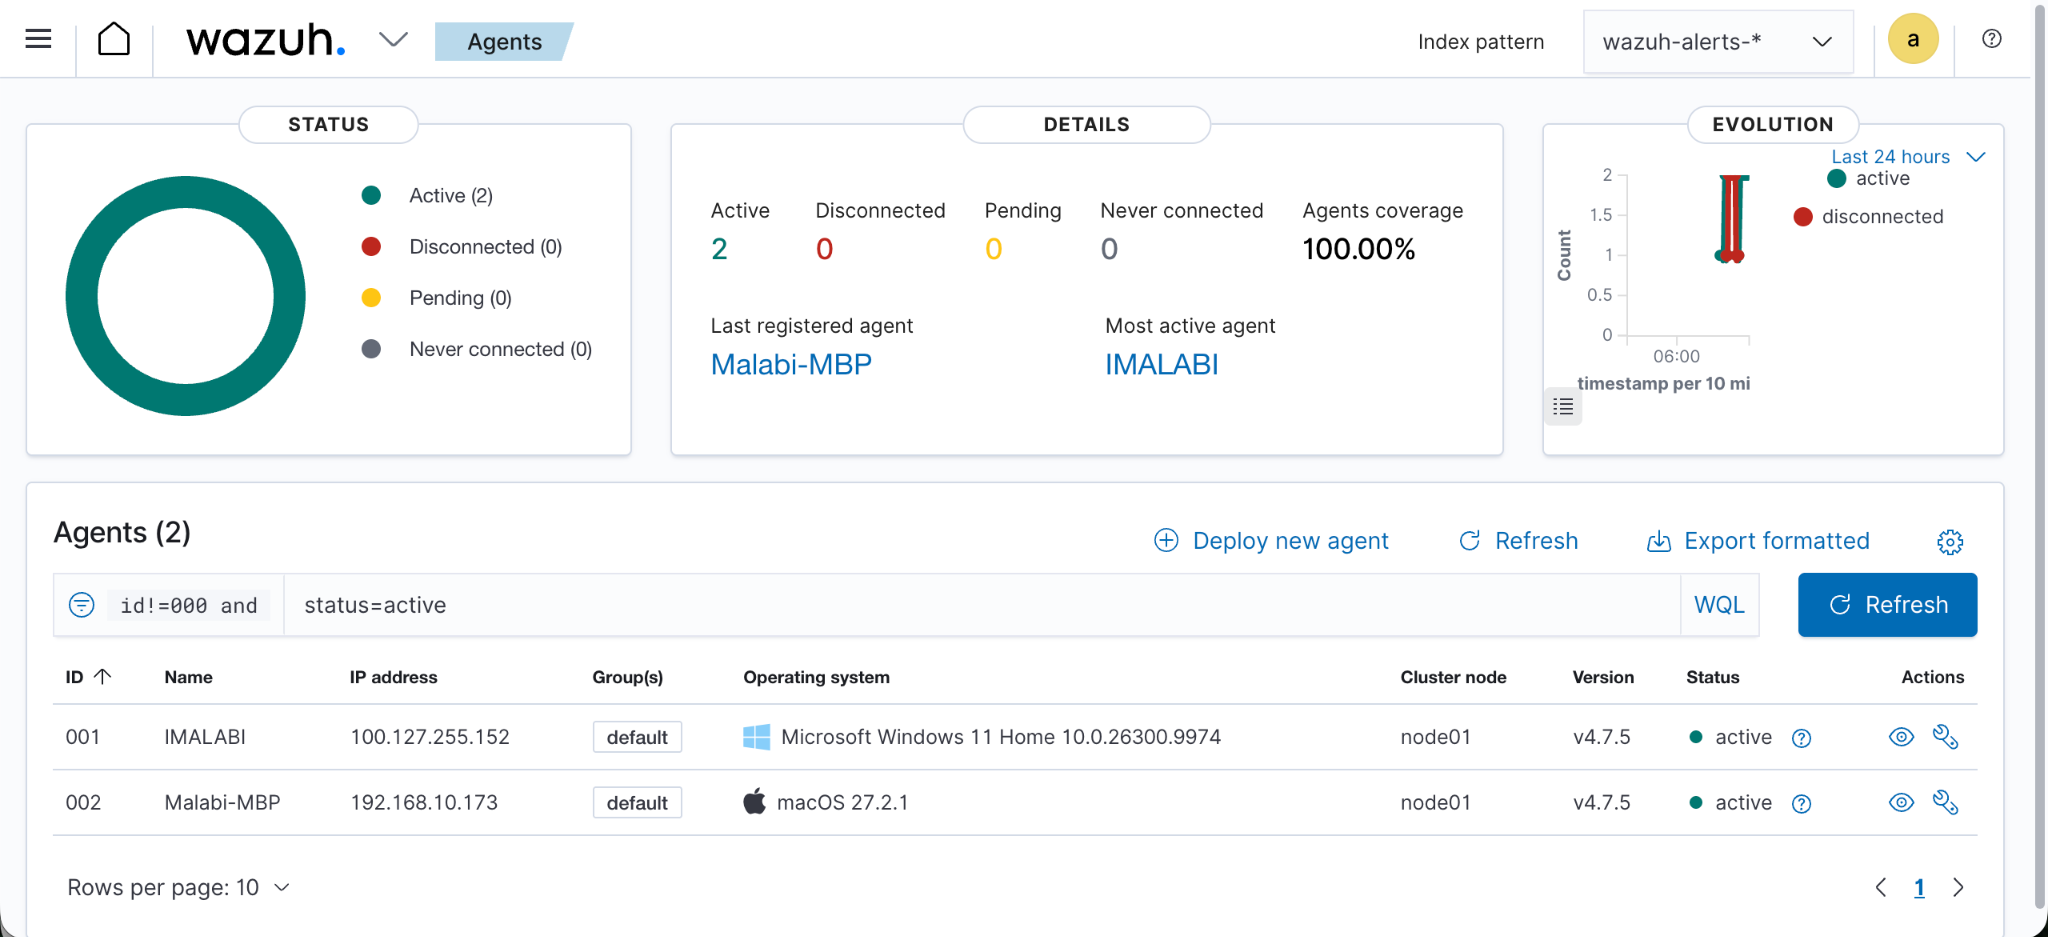 wazuh.
Agents
Index pattern
wazuh-alerts-*
a
STATUS
Active (2)
Disconnected (0)
Pending (0)
Never connected (0)
DETAILS
Active
2
Disconnected
0
Pending
0
Never connected
0
Agents coverage
100.00%
Last registered agent
Malabi-MBP
Most active agent
IMALABI
EVOLUTION
Last 24 hours
active
disconnected
Count
2
1.5
1
0.5
0
06:00
timestamp per 10 mi
Agents (2)
Deploy new agent
Refresh
Export formatted
id!=000 and
status=active
WQL
Refresh
ID Name IP address Group(s) Operating system Cluster node Version Status Actions
001 IMALABI 100.127.255.152 default Microsoft Windows 11 Home 10.0.26300.9974 node01 v4.7.5 active
002 Malabi-MBP 192.168.10.173 default macOS 27.2.1 node01 v4.7.5 active
Rows per page: 10
1